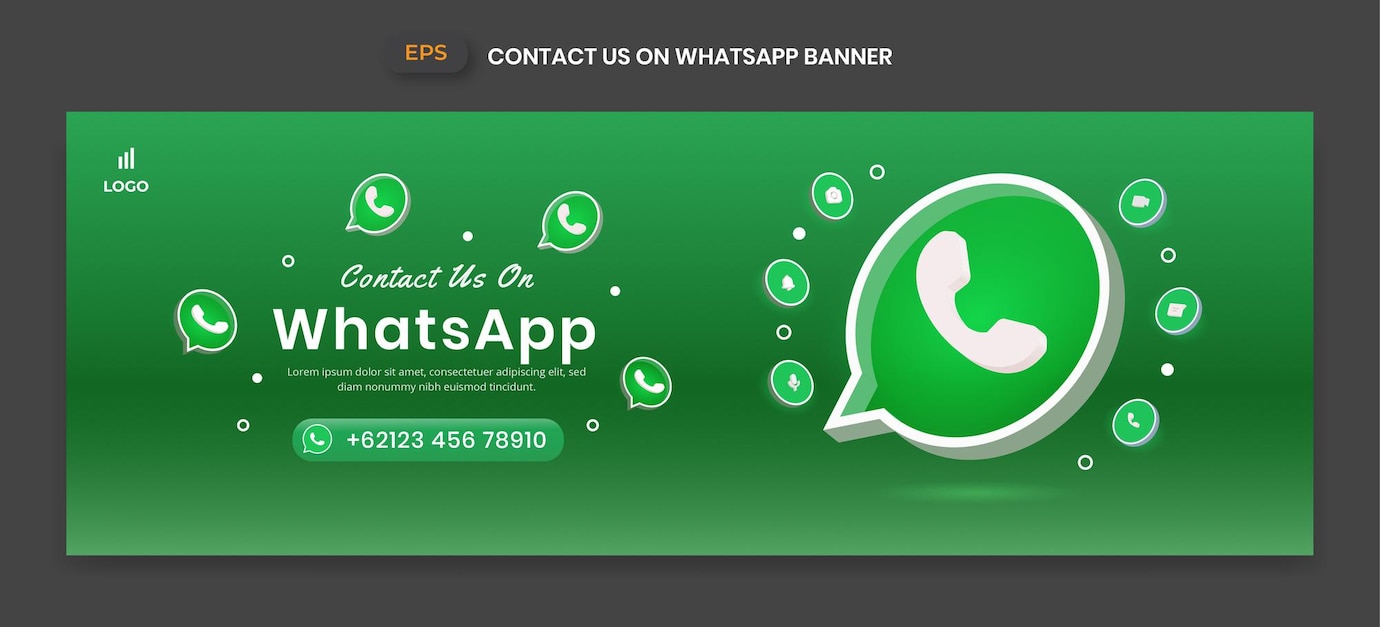 EPS
CONTACT US ON WHATSAPP BANNER
LOGO
Contact Us On
WhatsApp
Lorem ipsum dolor sit amet, consectetuer adipiscing elit, sed
diam nonummy nibh euismod tincidunt.
+62123 456 78910